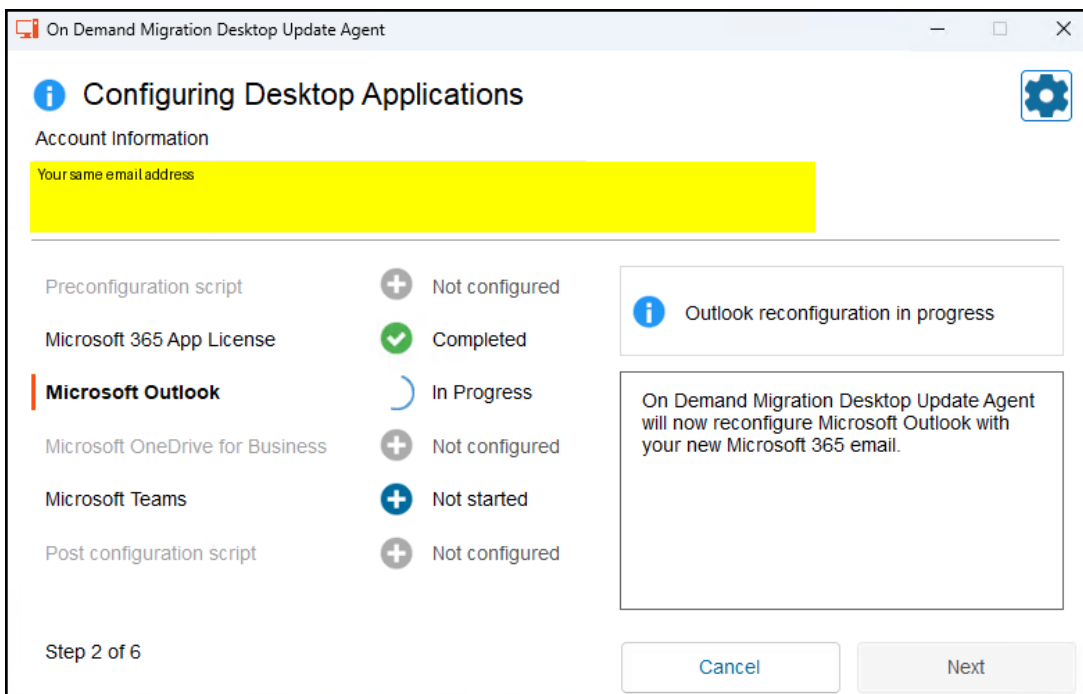 On Demand Migration Desktop Update Agent
Configuring Desktop Applications
Account Information
Your same email address
Preconfiguration script Not configured
Microsoft 365 App License Completed
Microsoft Outlook In Progress
Microsoft OneDrive for Business Not configured
Microsoft Teams Not started
Post configuration script Not configured
Outlook reconfiguration in progress
On Demand Migration Desktop Update Agent
will now reconfigure Microsoft Outlook with
your new Microsoft 365 email.
Step 2 of 6
Cancel Next